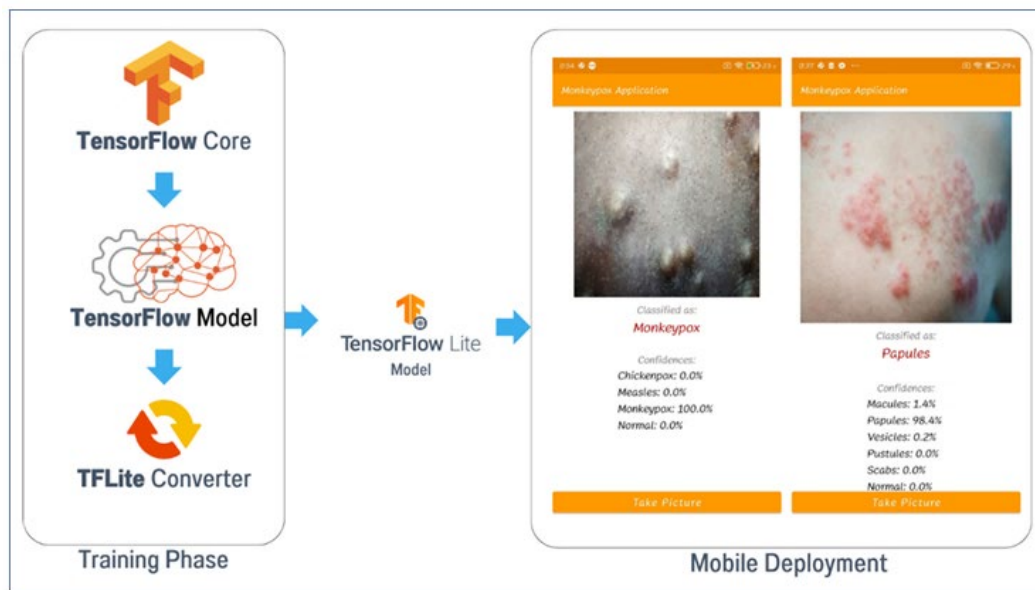 TensorFlow Core
TensorFlow Model
TFLite Converter
Training Phase
TensorFlow Lite
Model
Monkeypox Application
Classified as:
Monkeypox
Confidences:
Chickenpox: 0.0%
Measles: 0.0%
Monkeypox: 100.0%
Normal: 0.0%
Take Picture
Monkeypox Application
Classified as:
Papules
Confidences:
Macules: 1.4%
Papules: 98.4%
Vesicles: 0.2%
Pustules: 0.0%
Scabs: 0.0%
Normal: 0.0%
Take Picture
Mobile Deployment